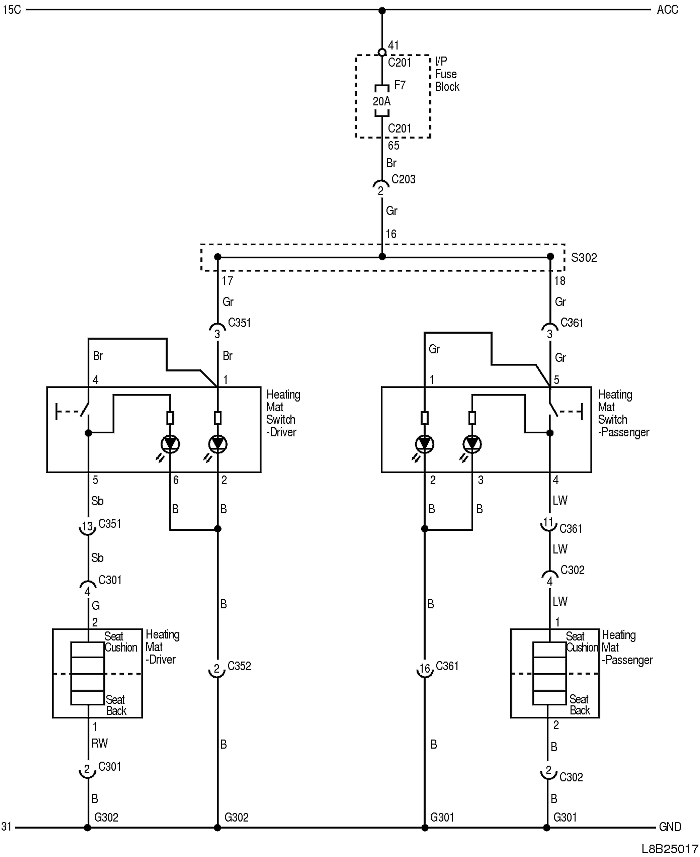 15C ACC
41
C201
I/P
Fuse
Block
F7
20A
C201
65
Br
C203
2
Gr
16
S302
17 18
Gr Gr
C351 C361
3 3
Br Br Gr Gr
4 1 1 5
Heating
Mat
Switch
-Driver
Heating
Mat
Switch
-Passenger
5 6 2 2 3 4
Sb B B B B LW
13 C351 11 C361
Sb LW
C301 C302
4 4
G B B LW
2 1
Seat
Cushion
Heating
Mat
-Driver
Seat
Back
2 C352
16 C361
Seat
Cushion
Heating
Mat
-Passenger
Seat
Back
1 2
RW B B B
2 C301 2 C302
B B
G302 G302 G301 G301
31 GND
L8B25017